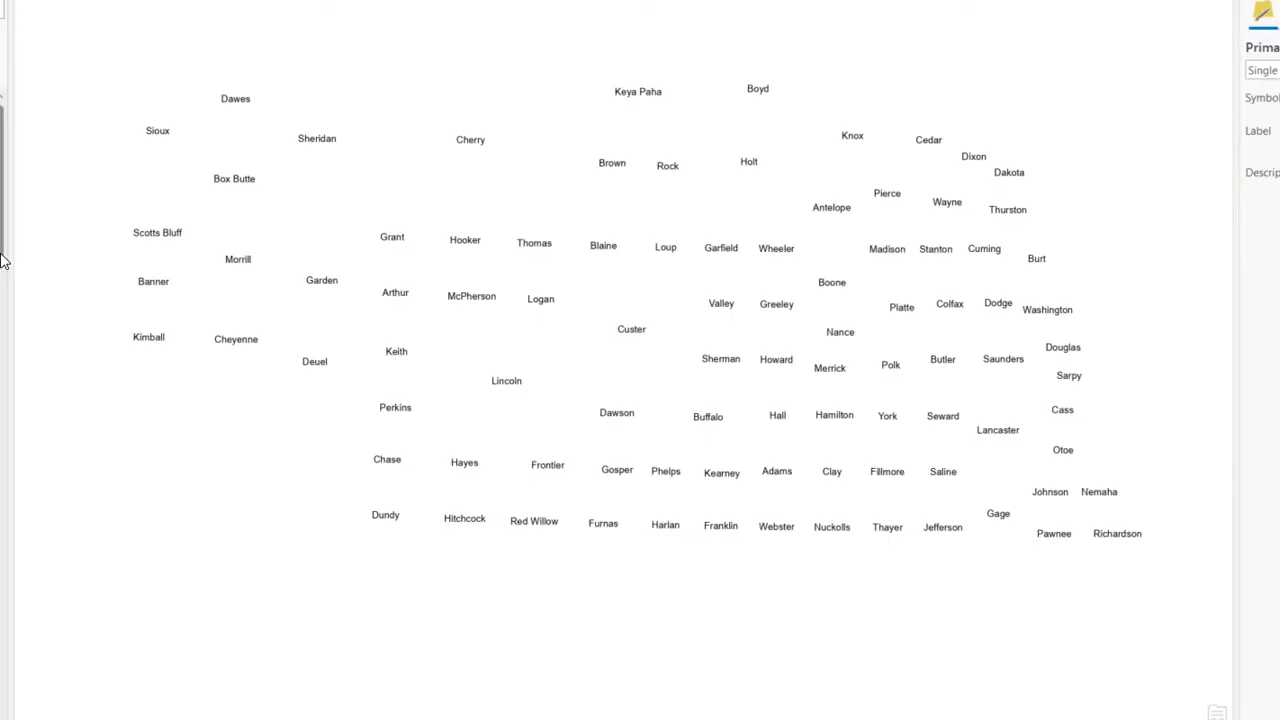 Prima
Single
Symbol
Label
Descrip
Boyd
Keya Paha
Dawes
Sioux
Knox
Sheridan
Cherry
Cedar
Dixon
Holt
Brown
Rock
Dakota
Box Butte
Pierce
Wayne
Antelope
Thurston
Scotts Bluff
Grant
Hooker
Thomas
Blaine
Loup
Garfield
Wheeler
Madison
Stanton
Cuming
Morrill
Burt
Garden
Banner
Boone
Arthur
McPherson
Logan
Valley
Greeley
Platte
Colfax
Dodge
Washington
Custer
Nance
Kimball
Cheyenne
Douglas
Keith
Deuel
Sherman
Howard
Merrick
Polk
Butler
Saunders
Sarpy
Lincoln
Perkins
Dawson
Buffalo
Hall
Hamilton
York
Seward
Cass
Lancaster
Otoe
Chase
Hayes
Frontier
Gosper
Phelps
Kearney
Adams
Clay
Fillmore
Saline
Johnson
Nemaha
Dundy
Hitchcock
Red Willow
Furnas
Harlan
Franklin
Webster
Nuckolls
Thayer
Jefferson
Gage
Pawnee
Richardson